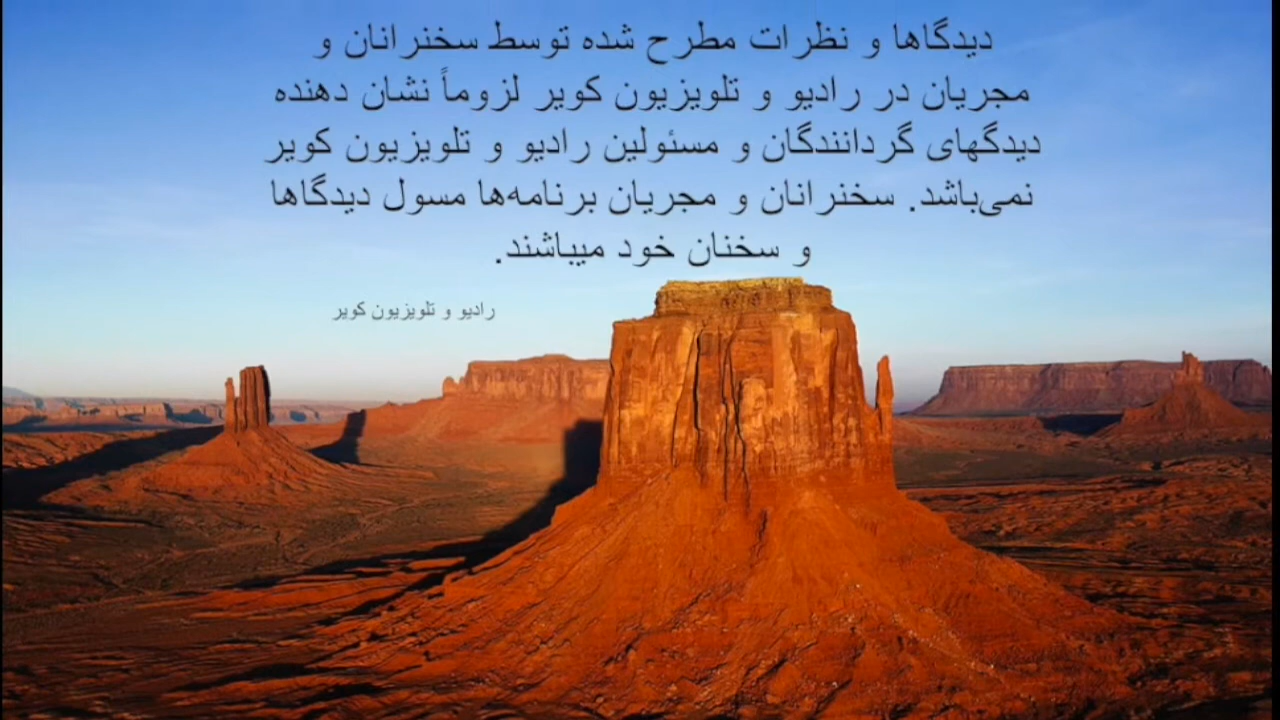 دیدگاها و نظرات مطرح شده توسط سخنرانان و
مجریان در رادیو و تلویزیون کویر لزوماً نشان دهنده
دیدگهای گردانندگان و مسئولین رادیو و تلویزیون کویر
نمی‌باشد. سخنرانان و مجریان برنامه‌ها مسول دیدگاها
و سخنان خود میباشند.
رادیو و تلویزیون کویر